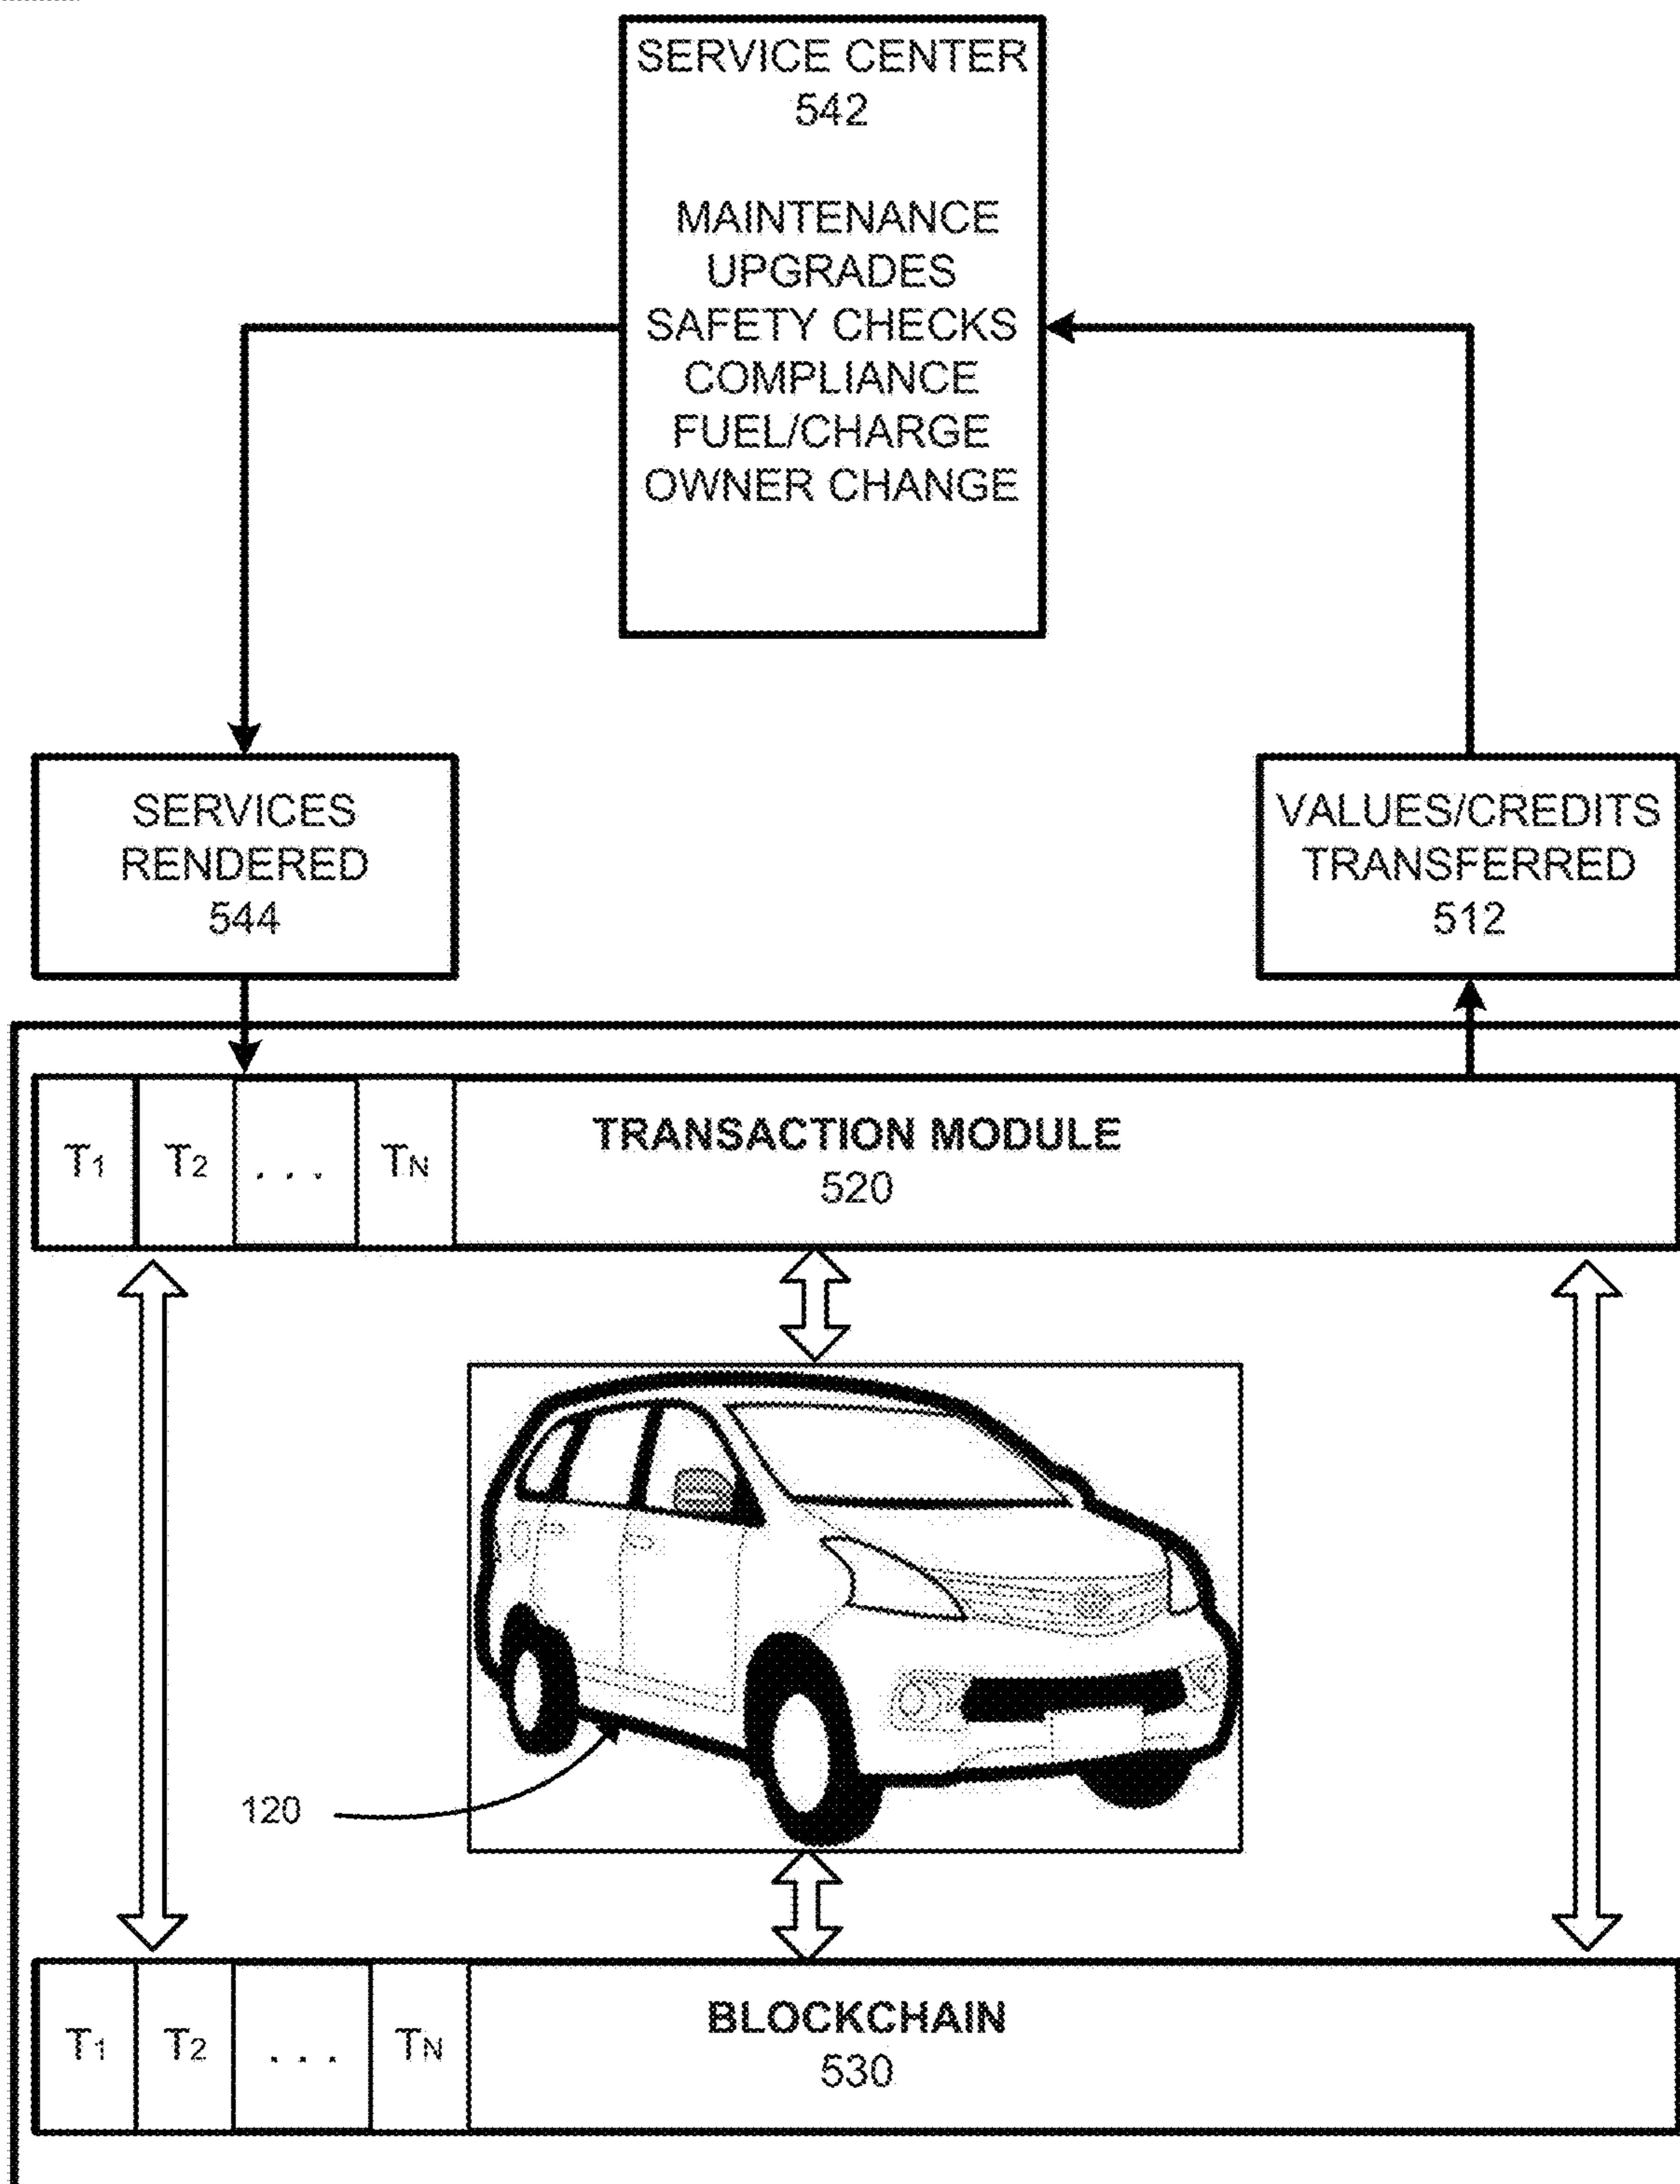 SERVICE CENTER
542
MAINTENANCE
UPGRADES
SAFETY CHECKS
COMPLIANCE
FUEL/CHARGE
OWNER CHANGE
SERVICES
RENDERED
544
VALUES/CREDITS
TRANSFERRED
512
T1 T2 . . . TN
TRANSACTION MODULE
520
120
T1 T2 . . . TN
BLOCKCHAIN
530